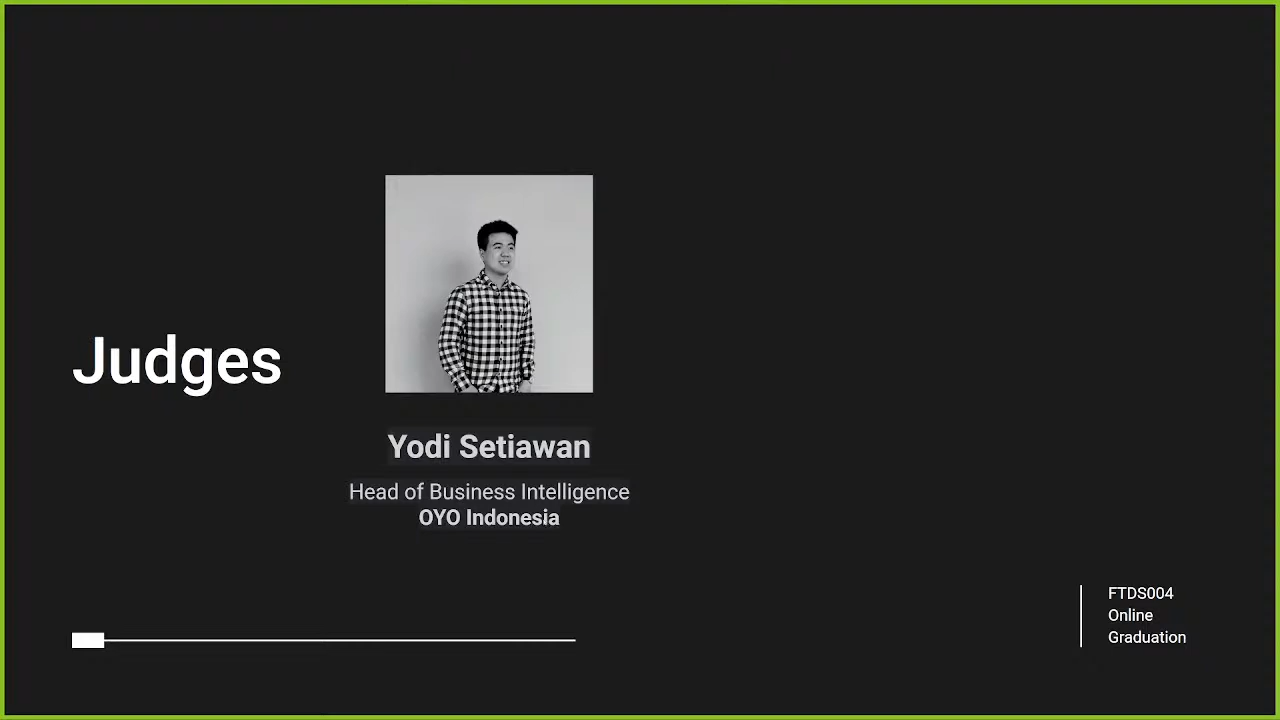 Judges
Yodi Setiawan
Head of Business Intelligence
OYO Indonesia
FTDS004
Online
Graduation